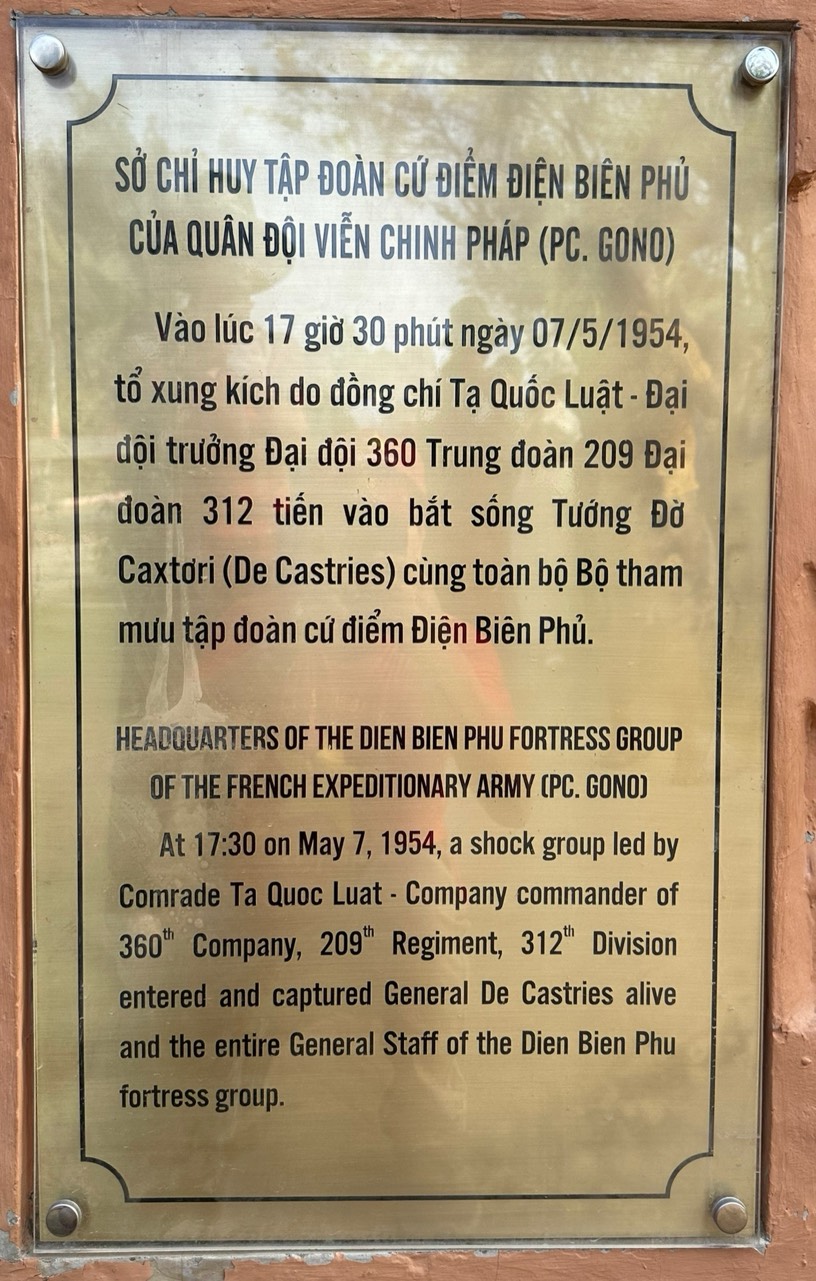 SỞ CHỈ HUY TẬP ĐOÀN CỨ ĐIỂM ĐIỆN BIÊN PHỦ
CỦA QUÂN ĐỘI VIỄN CHINH PHÁP (PC. GONO)
Vào lúc 17 giờ 30 phút ngày 07/5/1954,
tổ xung kích do đồng chí Tạ Quốc Luật - Đại
đội trưởng Đại đội 360 Trung đoàn 209 Đại
đoàn 312 tiến vào bắt sống Tướng Đờ
Caxtơri (De Castries) cùng toàn bộ Bộ tham
mưu tập đoàn cứ điểm Điện Biên Phủ.
HEADQUARTERS OF THE DIEN BIEN PHU FORTRESS GROUP
OF THE FRENCH EXPEDITIONARY ARMY (PC. GONO)
At 17:30 on May 7, 1954, a shock group led by
Comrade Ta Quoc Luat - Company commander of
360th Company, 209th Regiment, 312th Division
entered and captured General De Castries alive
and the entire General Staff of the Dien Bien Phu
fortress group.